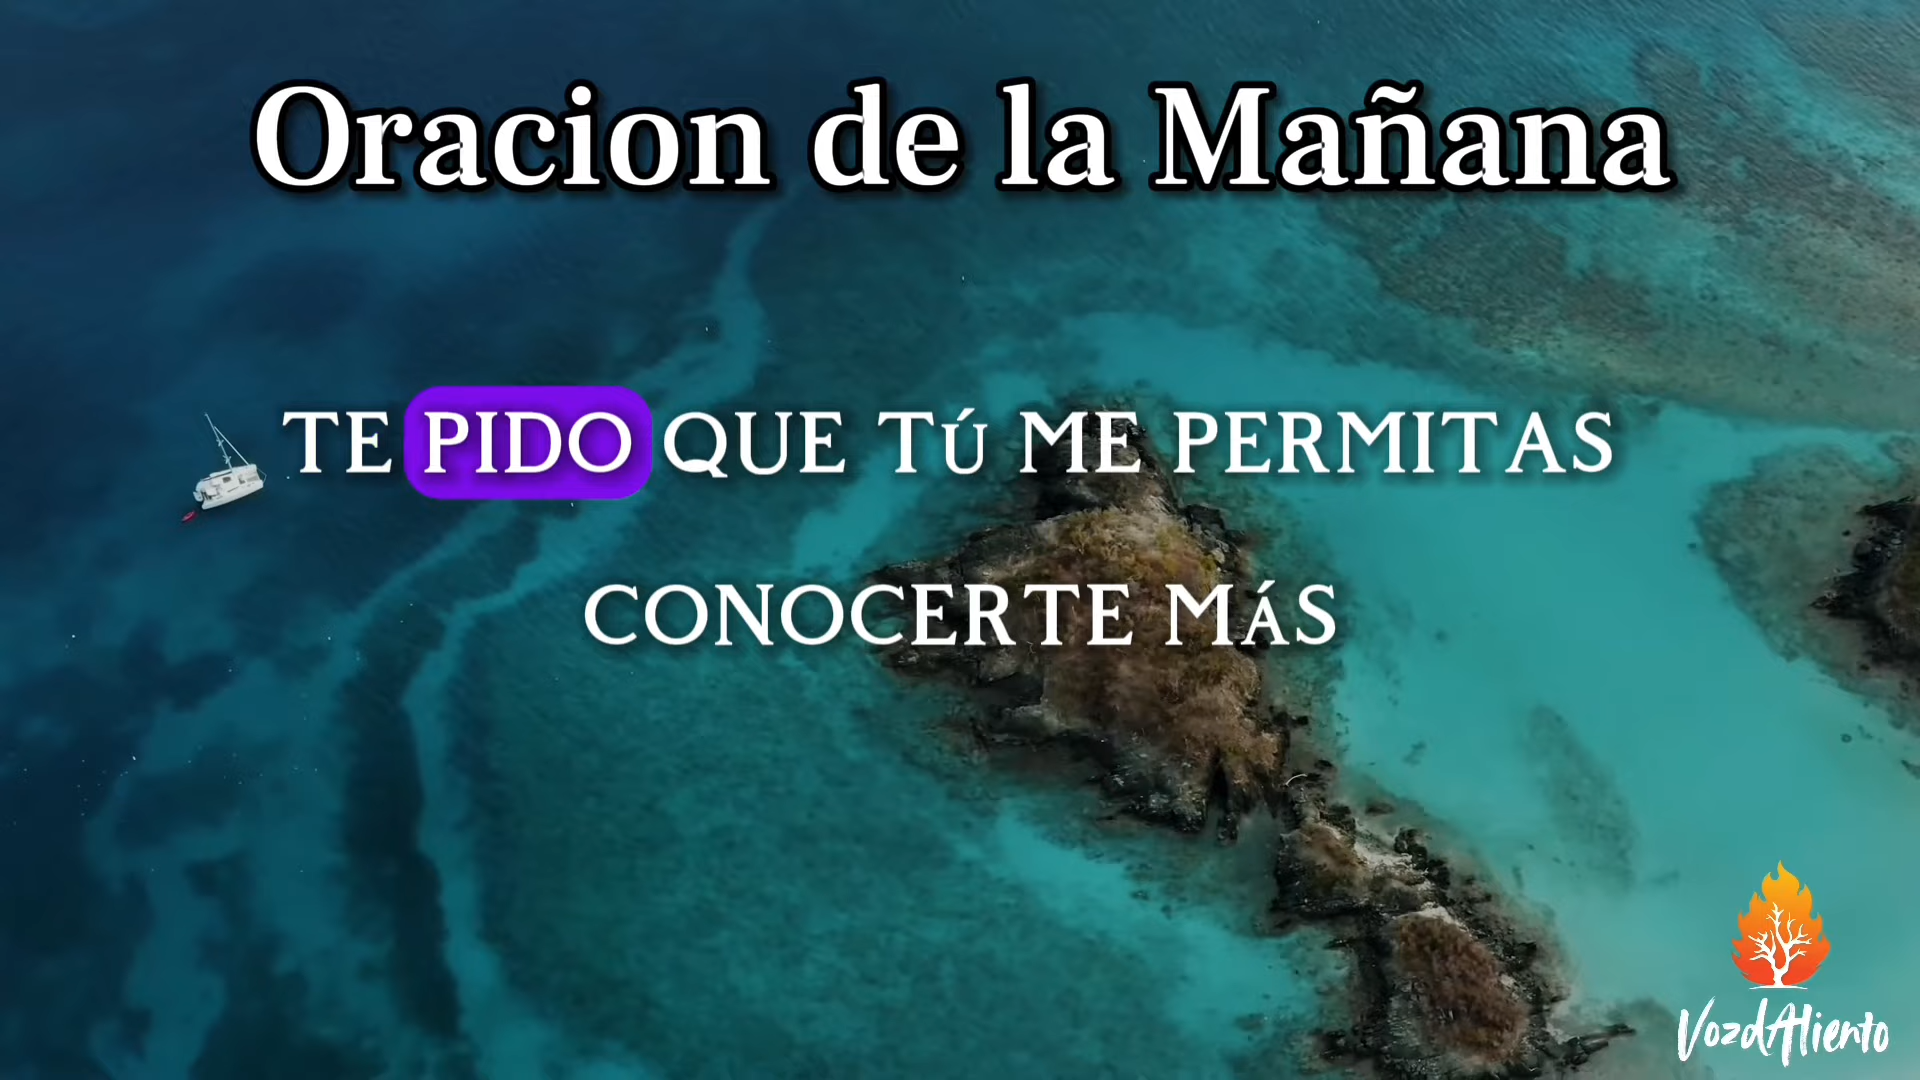 Oracion de la Mañana
TE PIDO QUE TÚ ME PERMITAS
CONOCERTE MÁS
VozdAliento